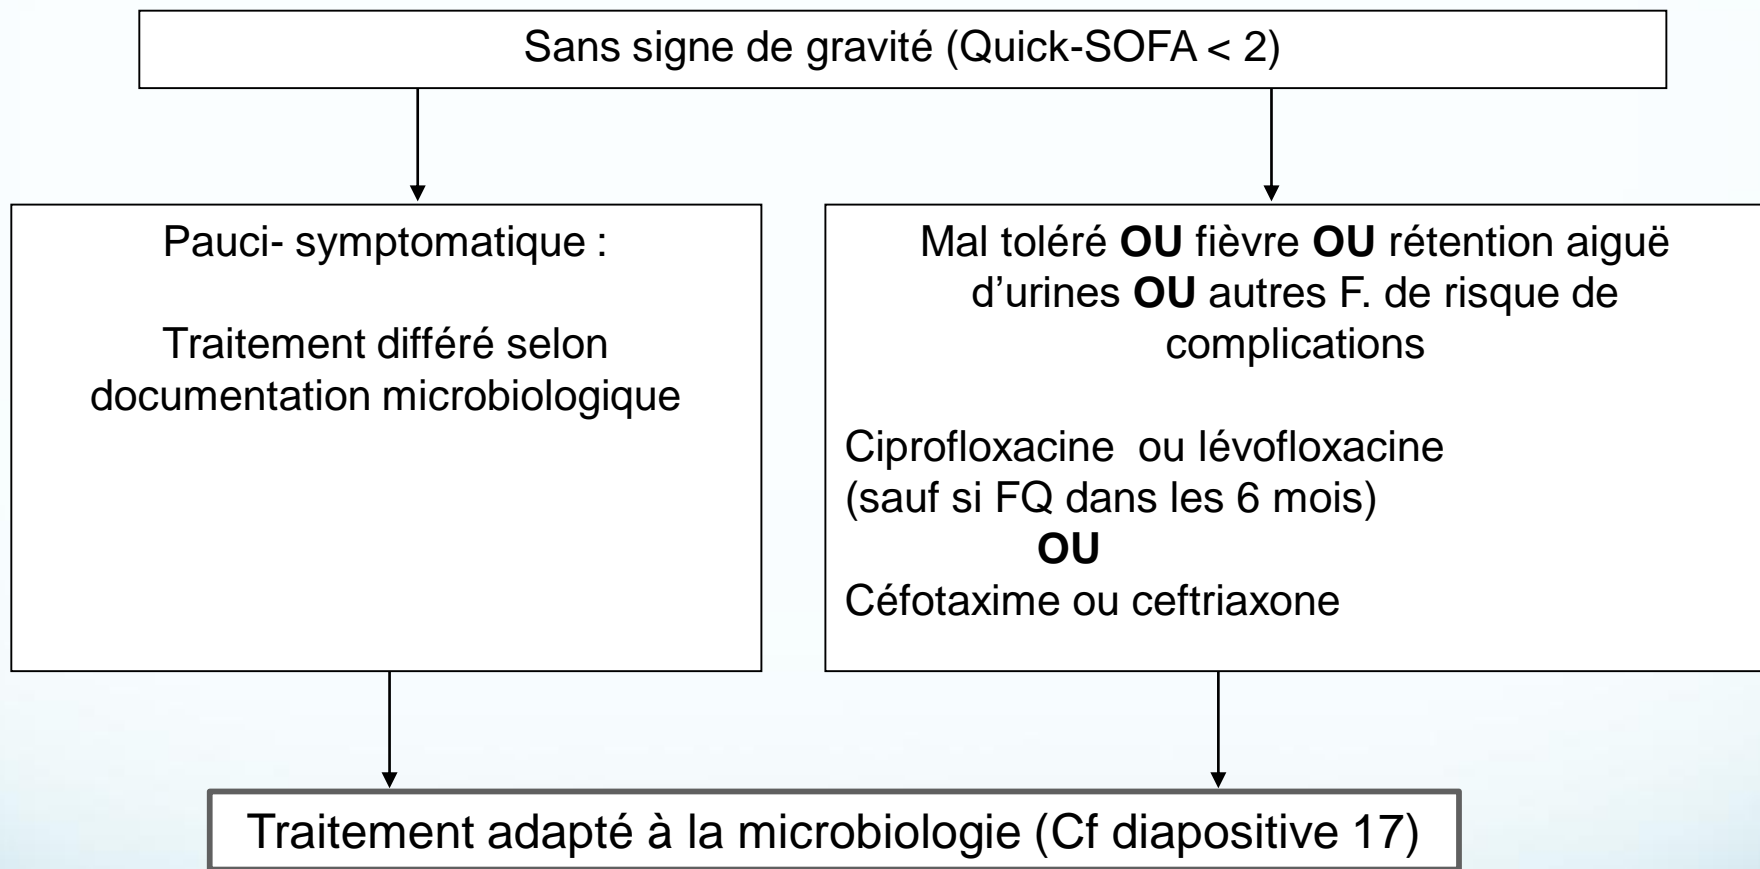 Sans signe de gravité (Quick-SOFA < 2)
Pauci- symptomatique :
Traitement différé selon
documentation microbiologique
Mal toléré OU fièvre OU rétention aiguë
d’urines OU autres F. de risque de
complications
Ciprofloxacine  ou lévofloxacine
(sauf si FQ dans les 6 mois)
OU
Céfotaxime ou ceftriaxone
Traitement adapté à la microbiologie (Cf diapositive 17)